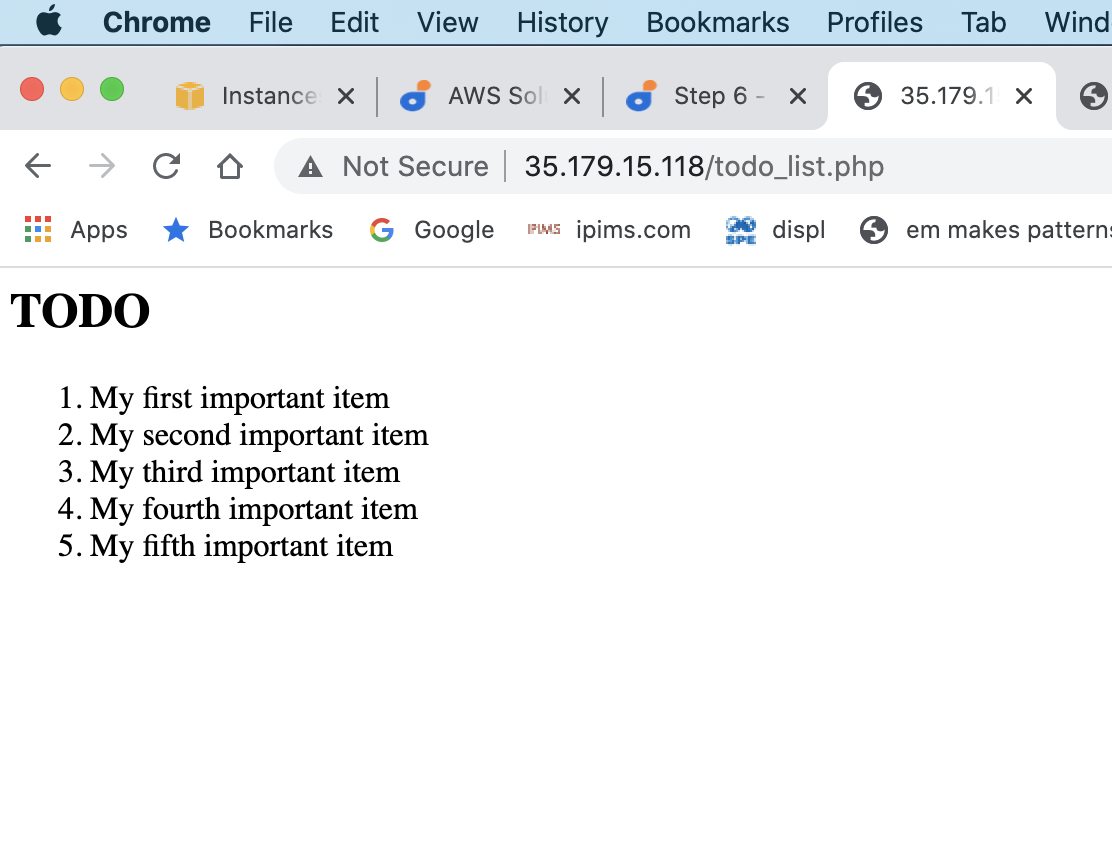 Chrome File Edit View History Bookmarks Profiles Tab Wind
Instance AWS Sol Step 6 - 35.179.1
Not Secure 35.179.15.118/todo_list.php
Apps Bookmarks Google IPIMS ipims.com SPE displ em makes patterns
TODO
1. My first important item
2. My second important item
3. My third important item
4. My fourth important item
5. My fifth important item